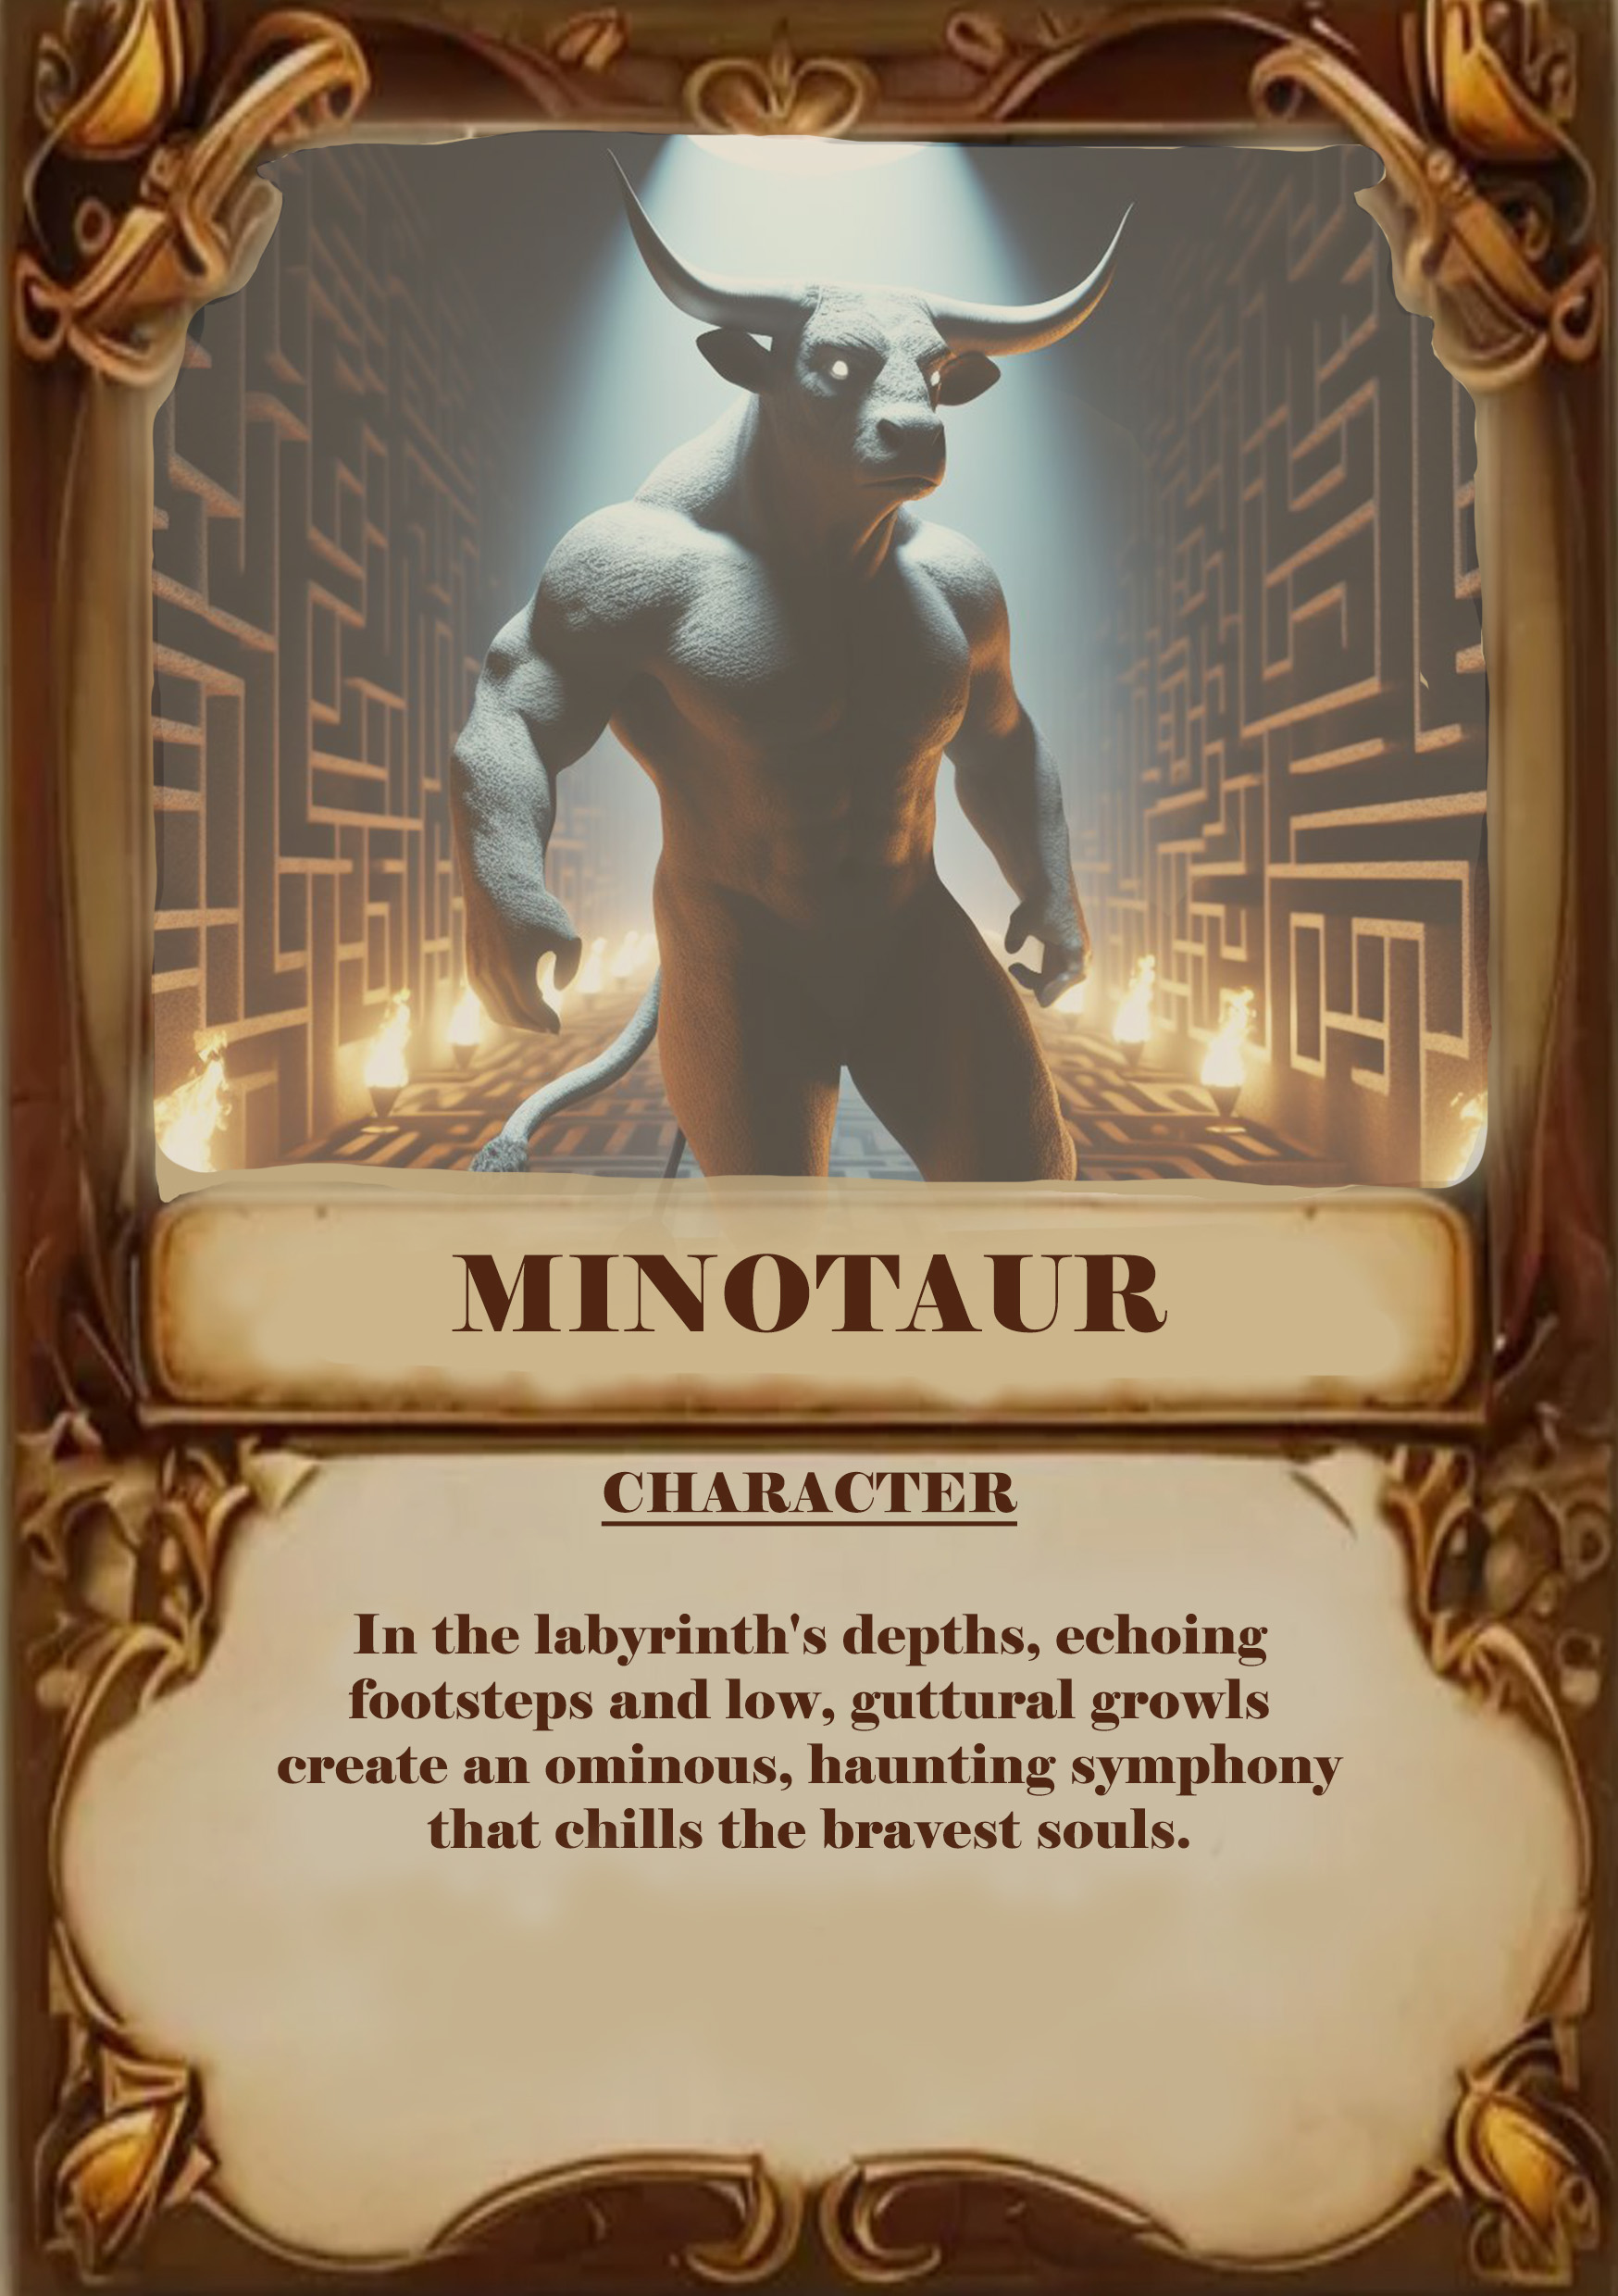 MINOTAUR
CHARACTER
In the labyrinth's depths, echoing
footsteps and low, guttural growls
create an ominous, haunting symphony
that chills the bravest souls.